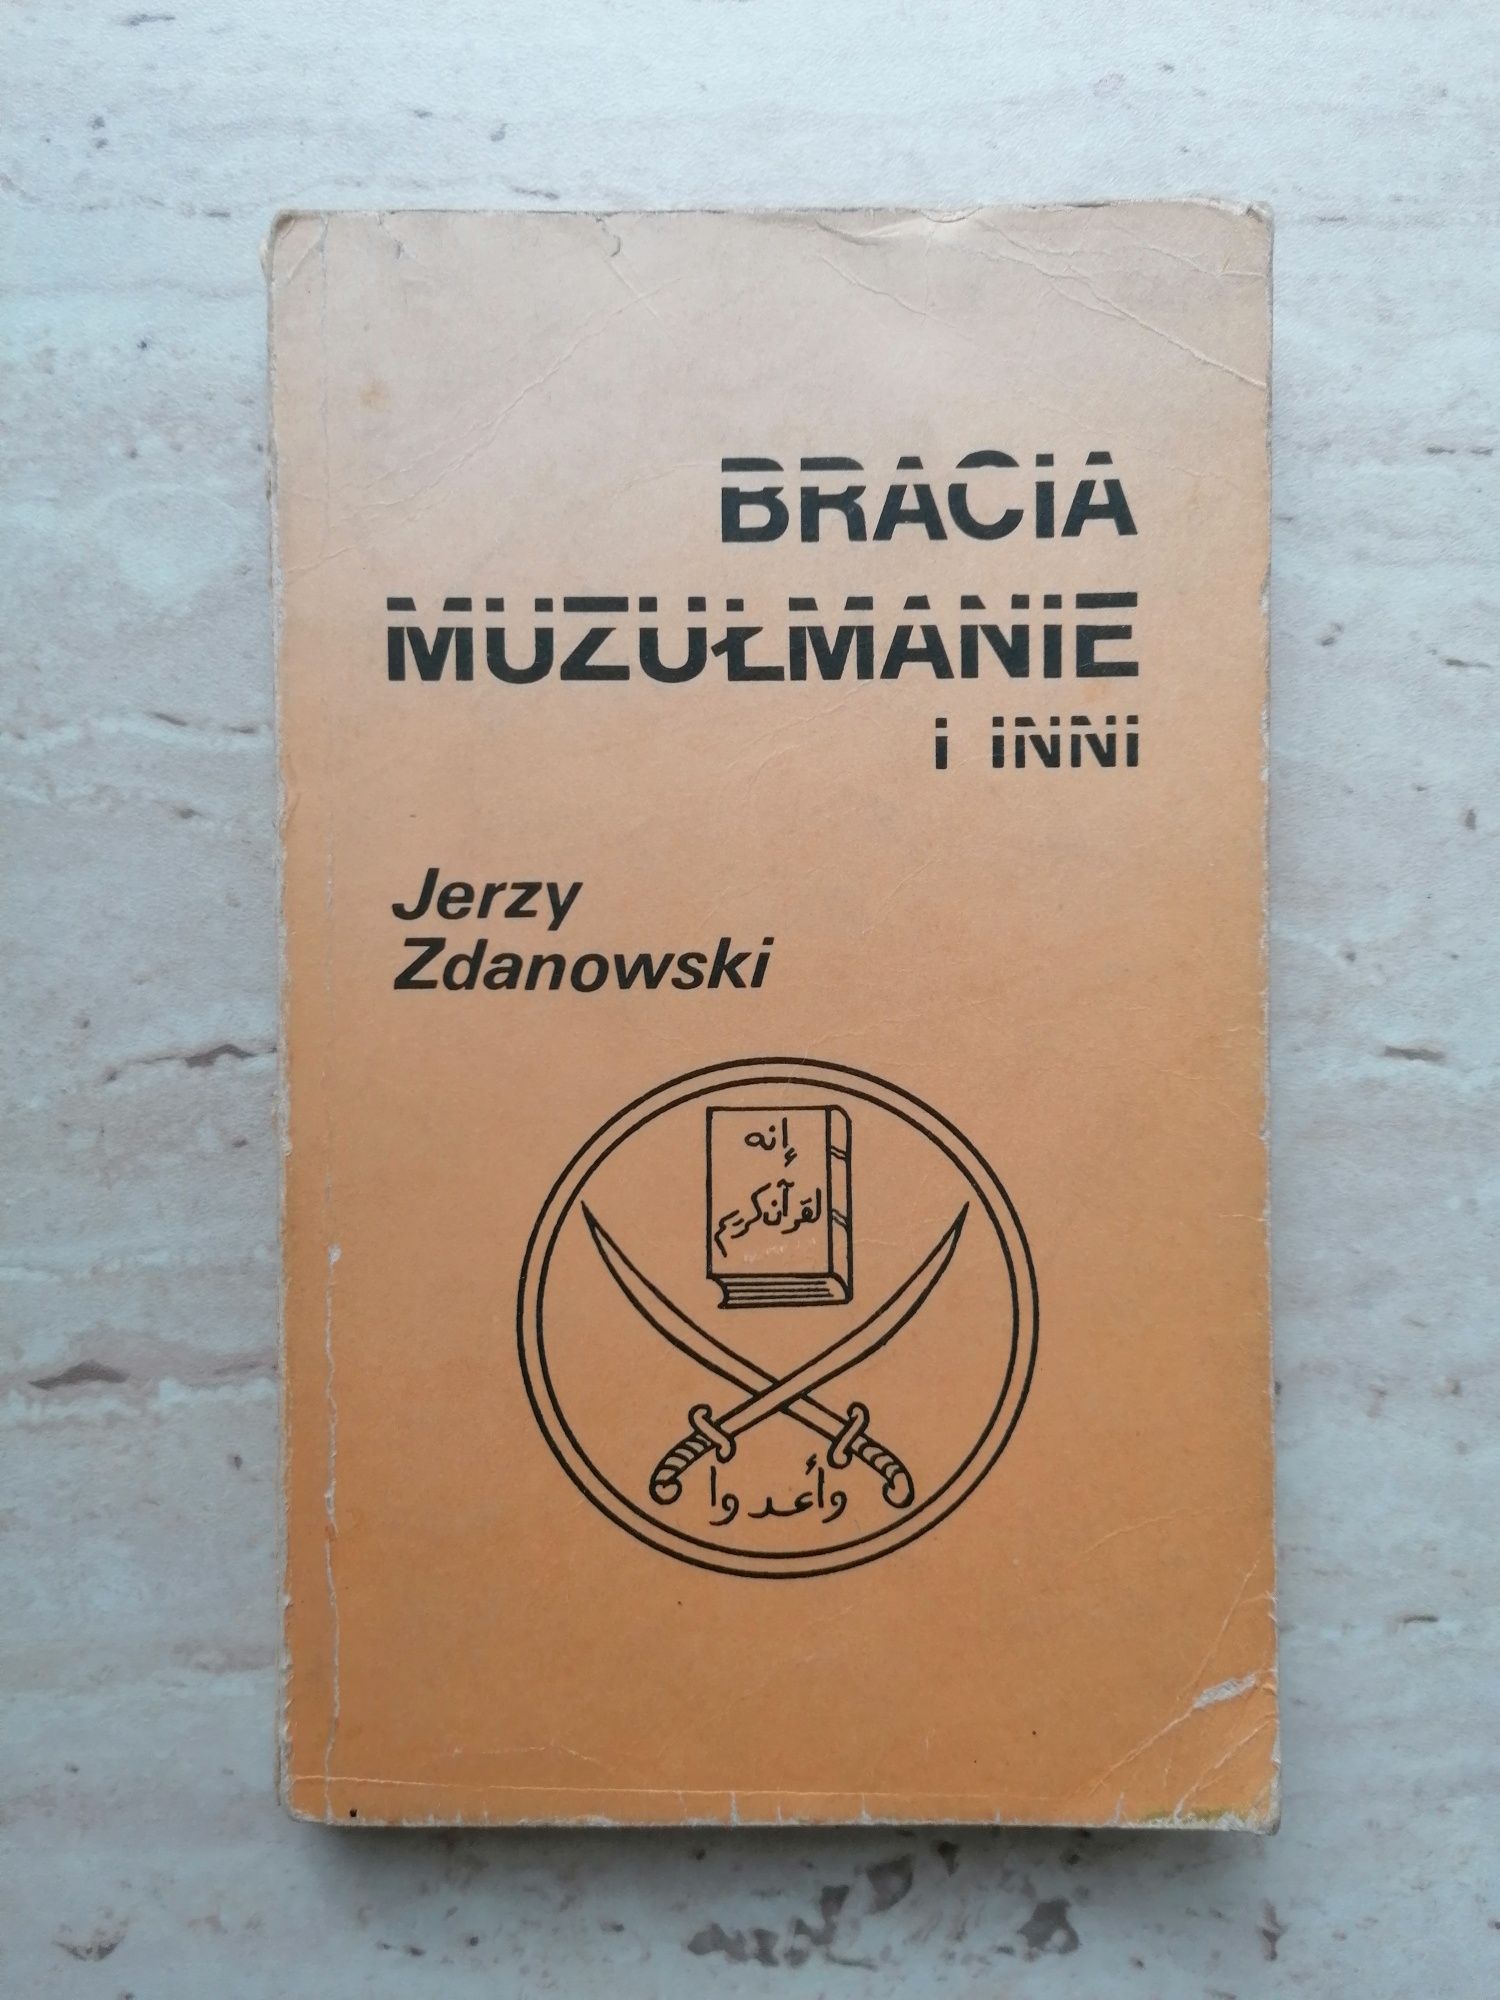 BRACIA
MUZUŁMANIE
i iNNi
Jerzy
Zdanowski
إنه
لقرآن كريم
وأعدوا